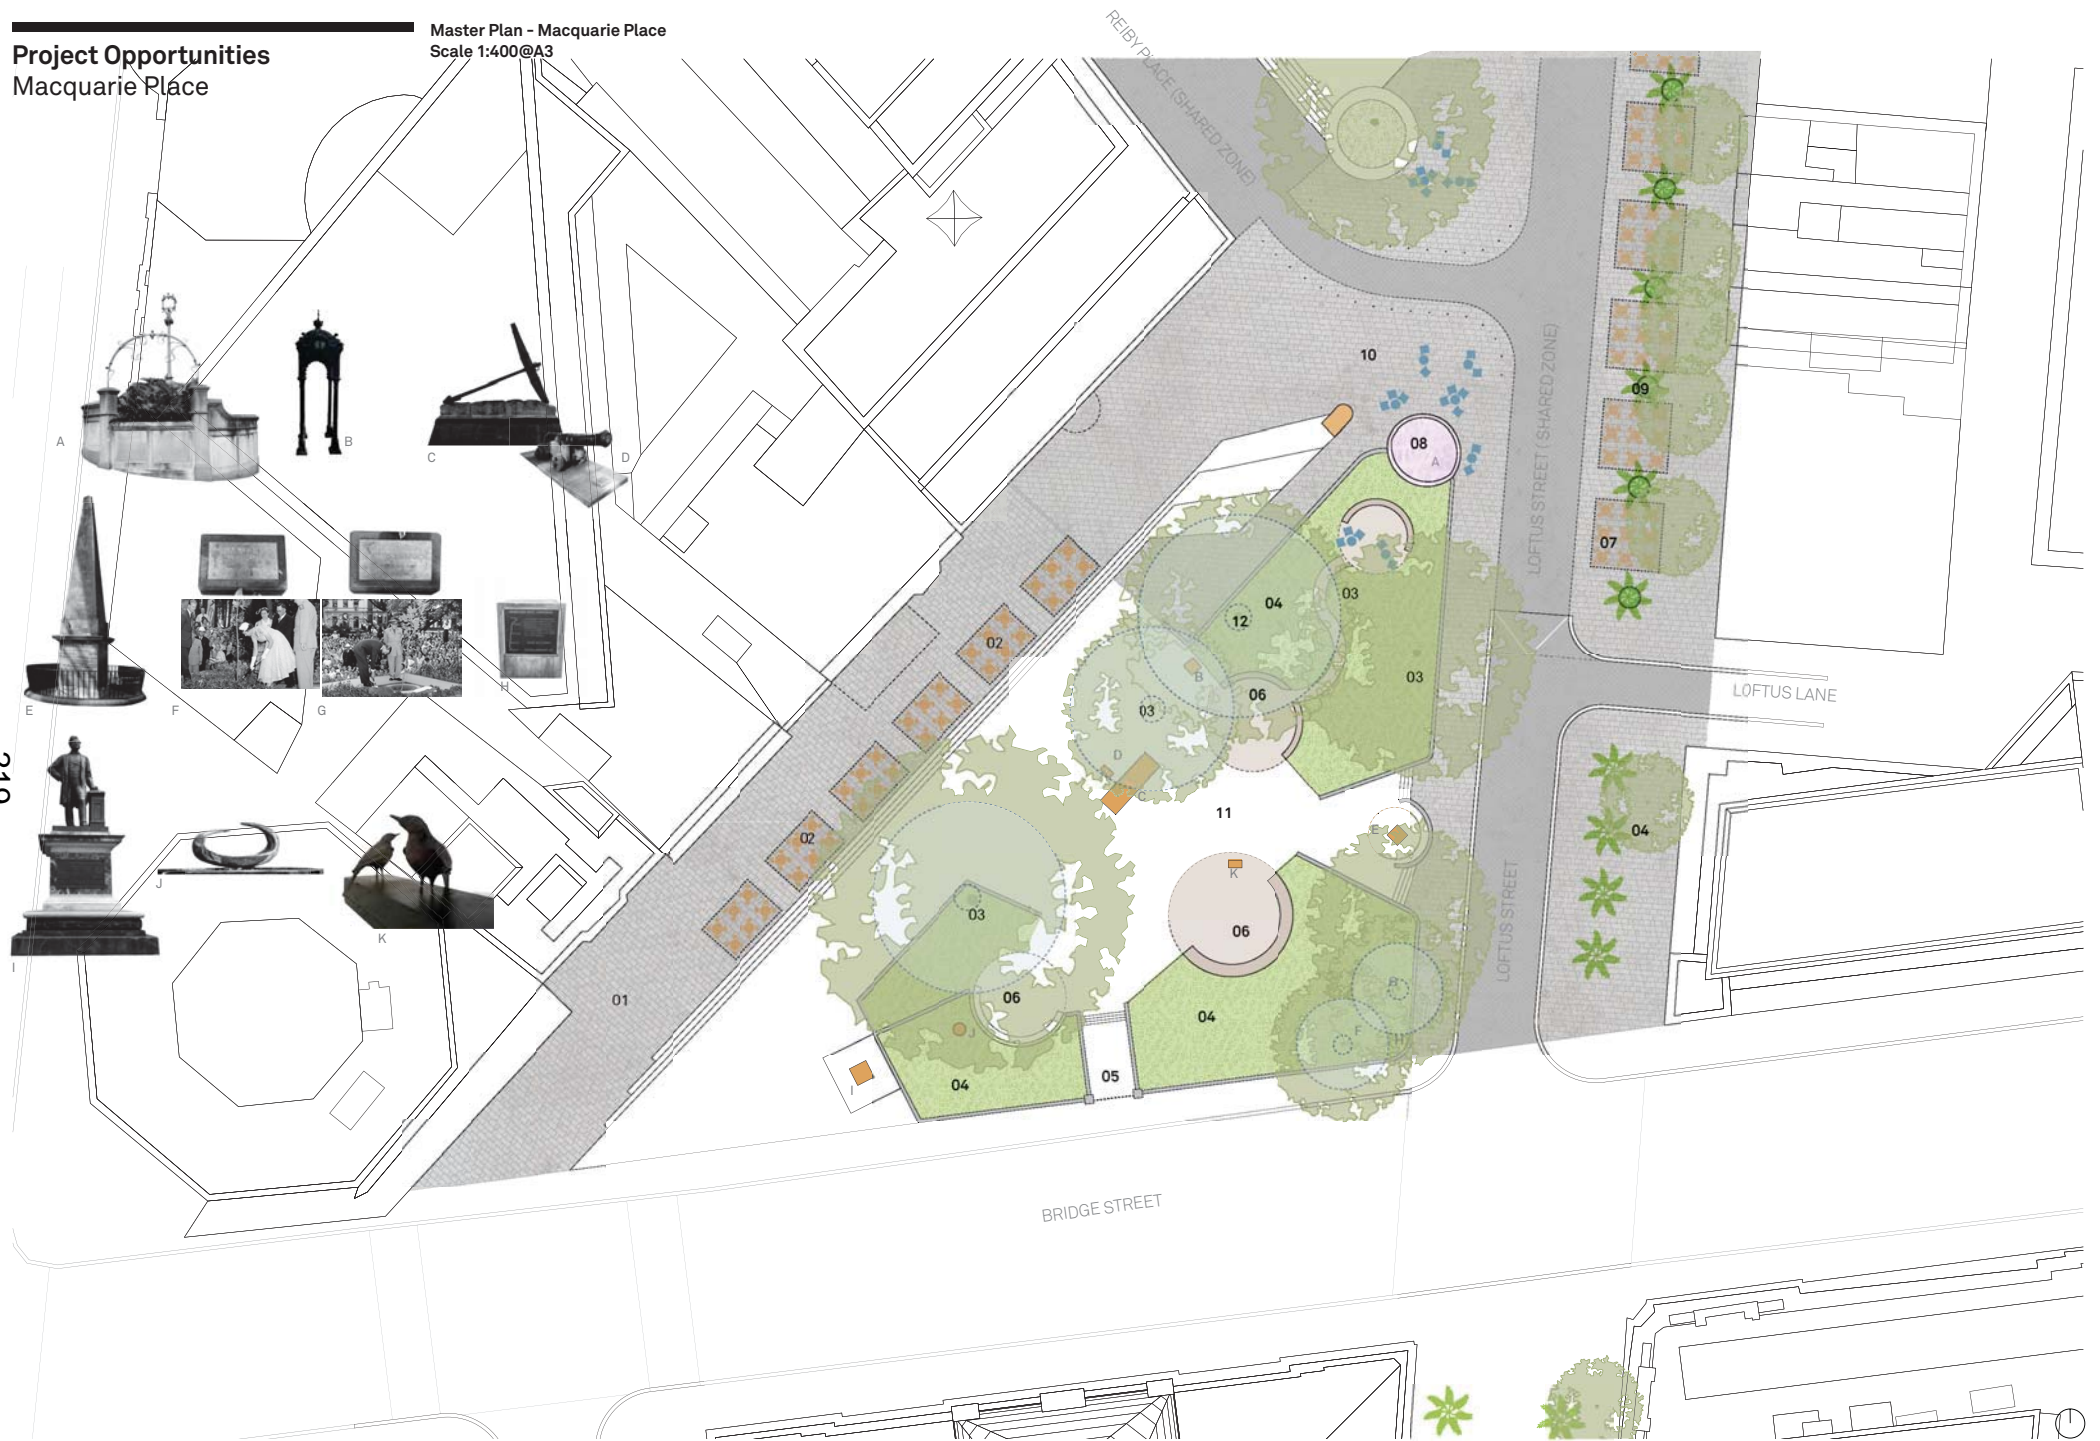 Project Opportunities
Macquarie Place
Master Plan - Macquarie Place
Scale 1:400@A3
REIBY PLACE (SHARED ZONE)
LOFTUS STREET (SHARED ZONE)
10
09
08
A
07
A
B
C
D
04
03
12
02
B
06
03
03
LOFTUS LANE
E
F
G
H
D
C
11
E
04
02
K
06
LOFTUS STREET
03
J
K
I
01
06
J
04
F
H
I
04
05
BRIDGE STREET